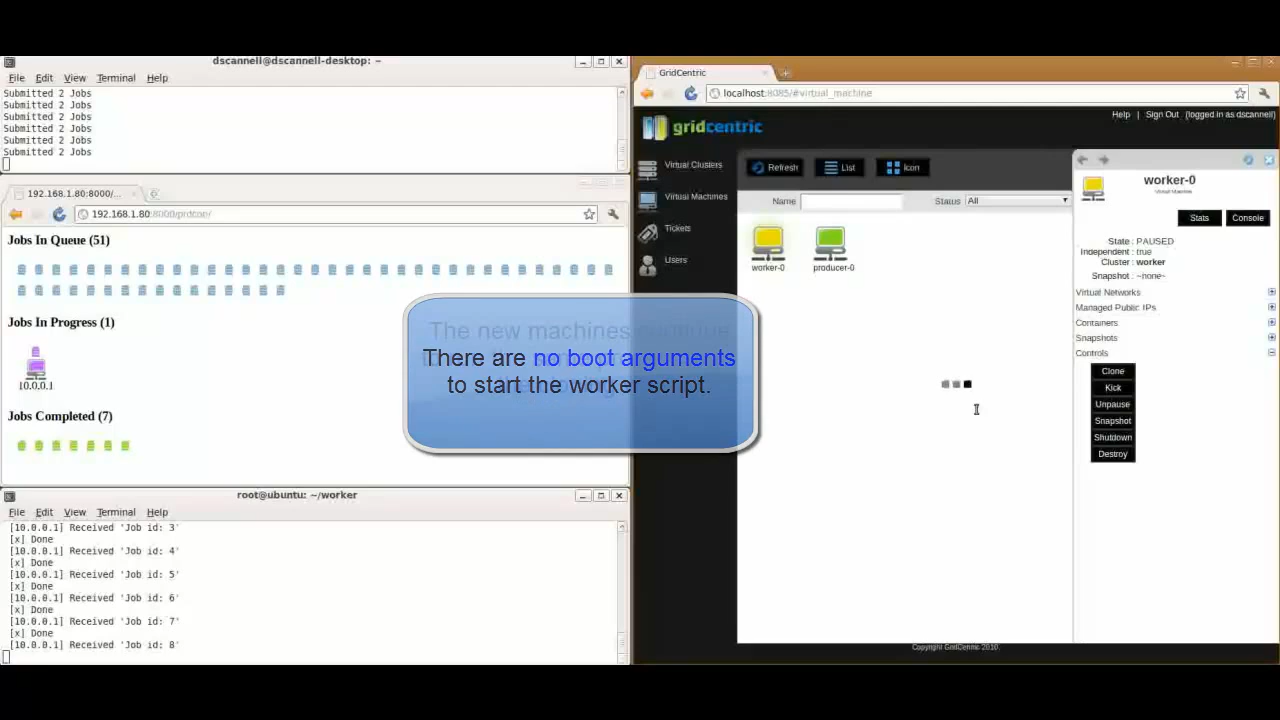 dscannell@dscannell-desktop: ~
File Edit View Terminal Help
Submitted 2 Jobs
Submitted 2 Jobs
Submitted 2 Jobs
Submitted 2 Jobs
Submitted 2 Jobs
Submitted 2 Jobs
192.168.1.80:8000/...
192.168.1.80:8000/prdcon/
Jobs In Queue (51)
Jobs In Progress (1)
10.0.0.1
Jobs Completed (7)
root@ubuntu: ~/worker
File Edit View Terminal Help
[10.0.0.1] Received 'Job id: 3'
[x] Done
[10.0.0.1] Received 'Job id: 4'
[x] Done
[10.0.0.1] Received 'Job id: 5'
[x] Done
[10.0.0.1] Received 'Job id: 6'
[x] Done
[10.0.0.1] Received 'Job id: 7'
[x] Done
[10.0.0.1] Received 'Job id: 8'
The new machines continue
There are no boot arguments
to start the worker script.
GridCentric
localhost:8085/#virtual_machine
Help | Sign Out (logged in as dscannell)
gridcentric
Virtual Clusters
Virtual Machines
Tickets
Users
Refresh List Icon
Name Status All
worker-0 producer-0
worker-0
Virtual Machine
Stats Console
State : PAUSED
Independent : true
Cluster : worker
Snapshot : ~none~
Virtual Networks
Managed Public IPs
Containers
Snapshots
Controls
Clone
Kick
Unpause
Snapshot
Shutdown
Destroy
Copyright GridCentric 2010.